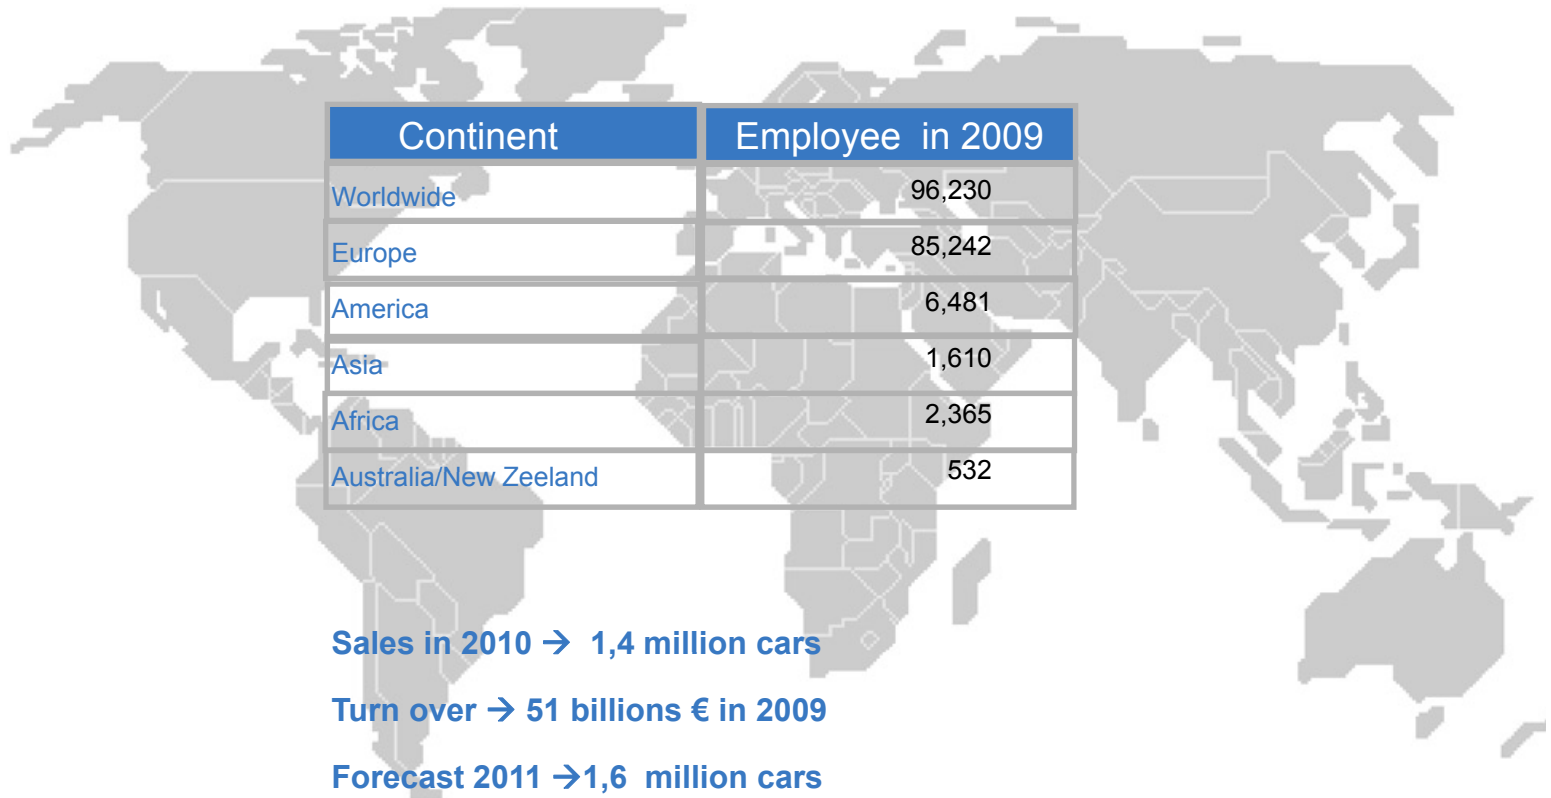 Continent Employee in 2009
Worldwide 96,230
Europe 85,242
America 6,481
Asia 1,610
Africa 2,365
Australia/New Zeeland 532
Sales in 2010 → 1,4 million cars
Turn over → 51 billions € in 2009
Forecast 2011 →1,6 million cars